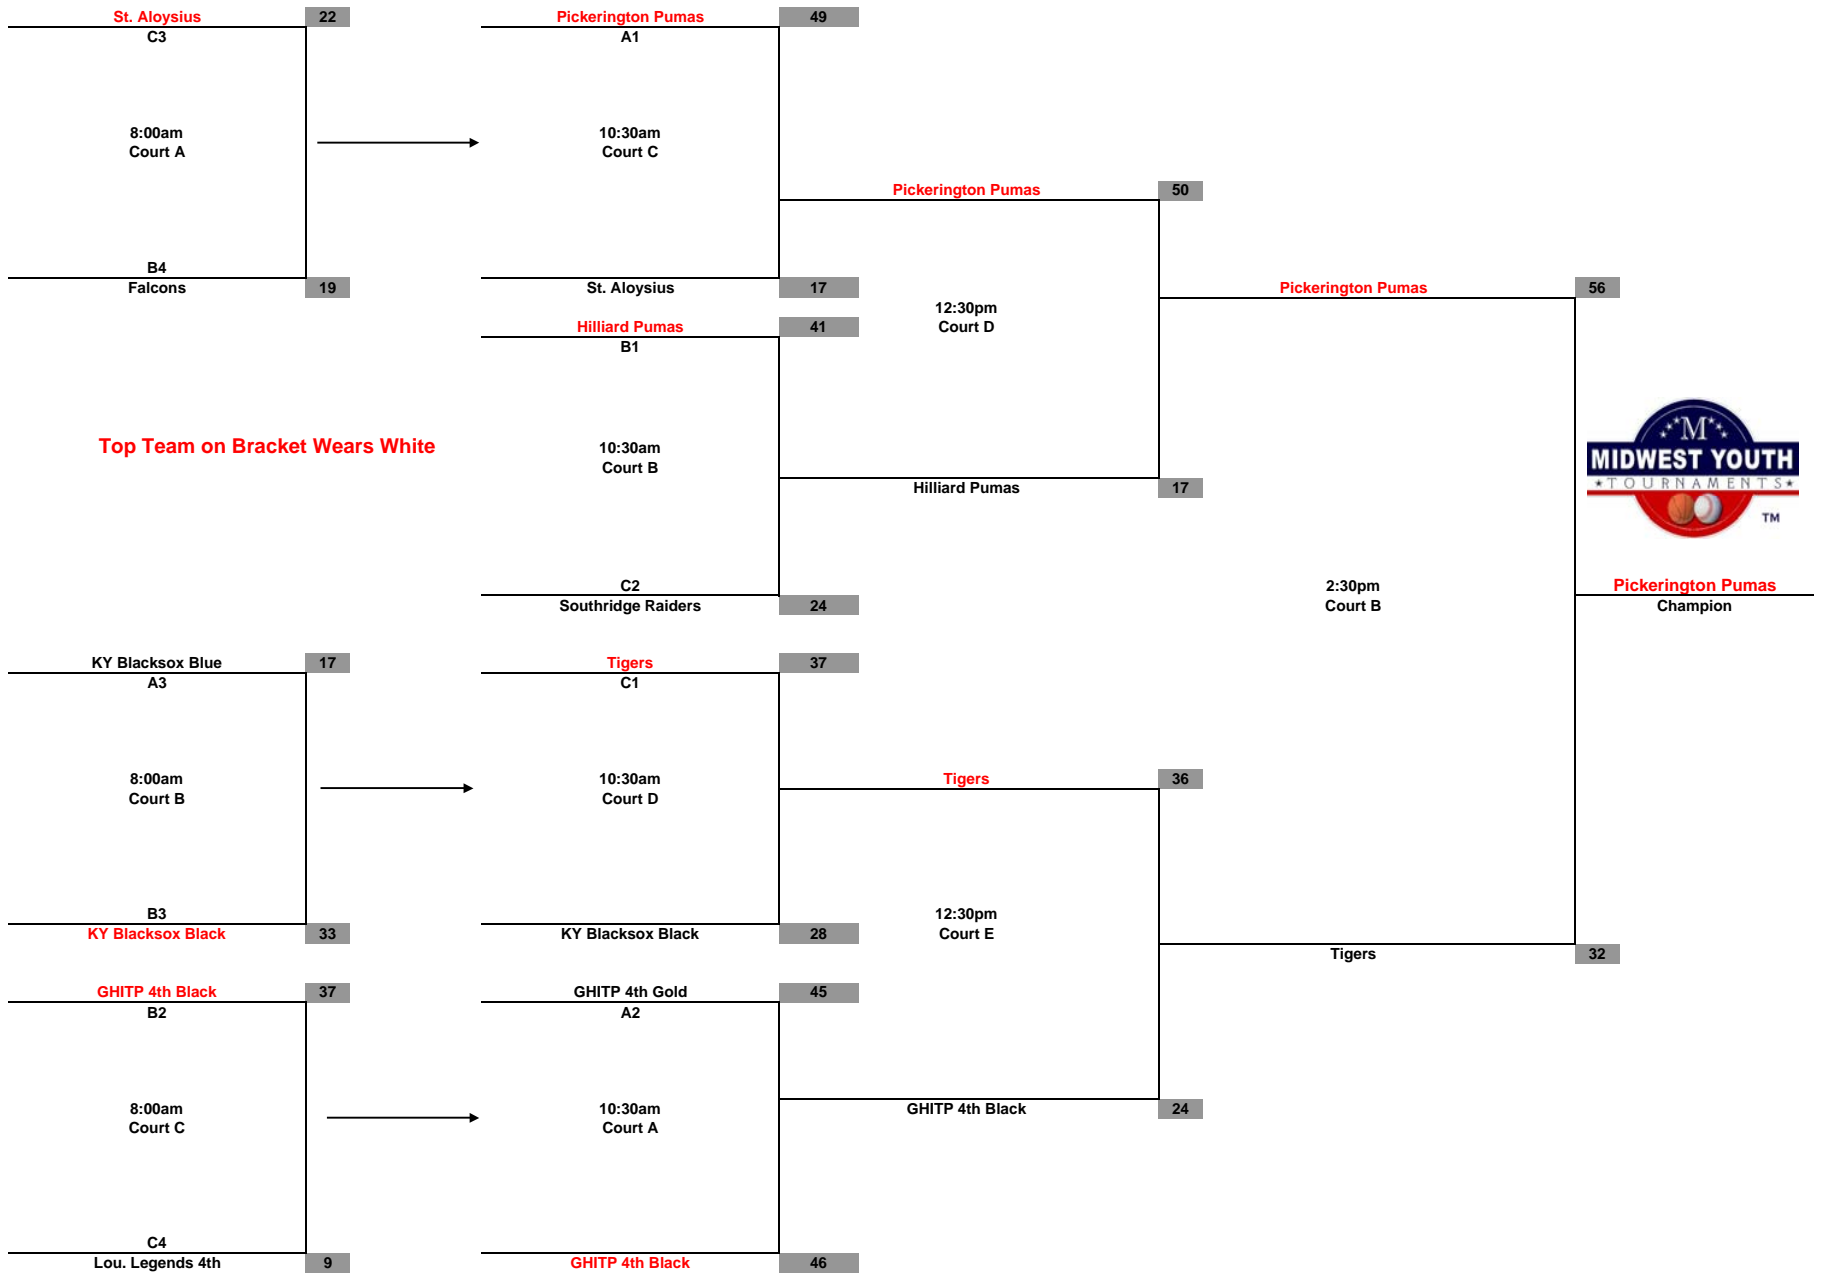 St. Aloysius 22 Pickerington Pumas 49
C3 A1
8:00am 10:30am
Court A Court C
Pickerington Pumas 50
B4
Falcons 19 St. Aloysius 17 Pickerington Pumas 56
12:30pm
Hilliard Pumas 41 Court D
B1
M
Top Team on Bracket Wears White 10:30am MIDWEST YOUTH
Court B
★TOURNAMENTS★
Hilliard Pumas 17
TM
C2 2:30pm Pickerington Pumas
Southridge Raiders 24 Court B Champion
KY Blacksox Blue 17 Tigers 37
A3 C1
8:00am 10:30am Tigers 36
Court B Court D
B3 12:30pm
KY Blacksox Black 33 KY Blacksox Black 28 Court E
Tigers 32
GHITP 4th Black 37 GHITP 4th Gold 45
B2 A2
8:00am 10:30am GHITP 4th Black 24
Court C Court A
C4
Lou. Legends 4th 9 GHITP 4th Black 46